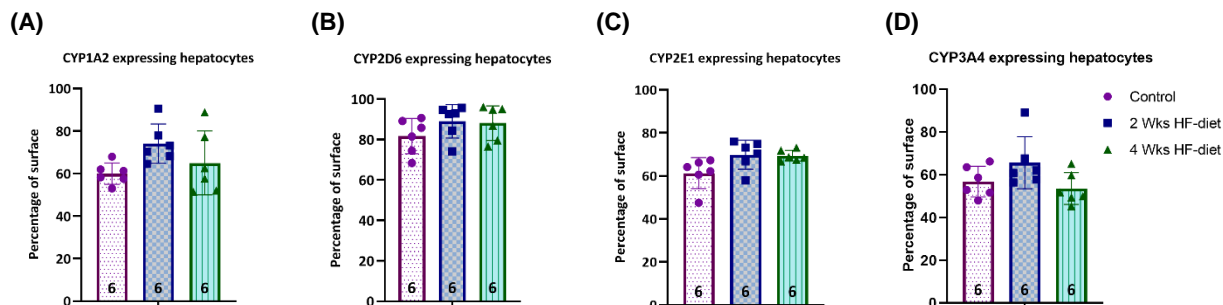 (A)
CYP1A2 expressing hepatocytes
Percentage of surface
100
80
60
40
20
0
6
6
6
(B)
CYP2D6 expressing hepatocytes
Percentage of surface
100
80
60
40
20
0
6
6
6
(C)
CYP2E1 expressing hepatocytes
Percentage of surface
100
80
60
40
20
0
6
6
6
(D)
CYP3A4 expressing hepatocytes
Percentage of surface
100
80
60
40
20
0
6
6
6
Control
2 Wks HF-diet
4 Wks HF-diet